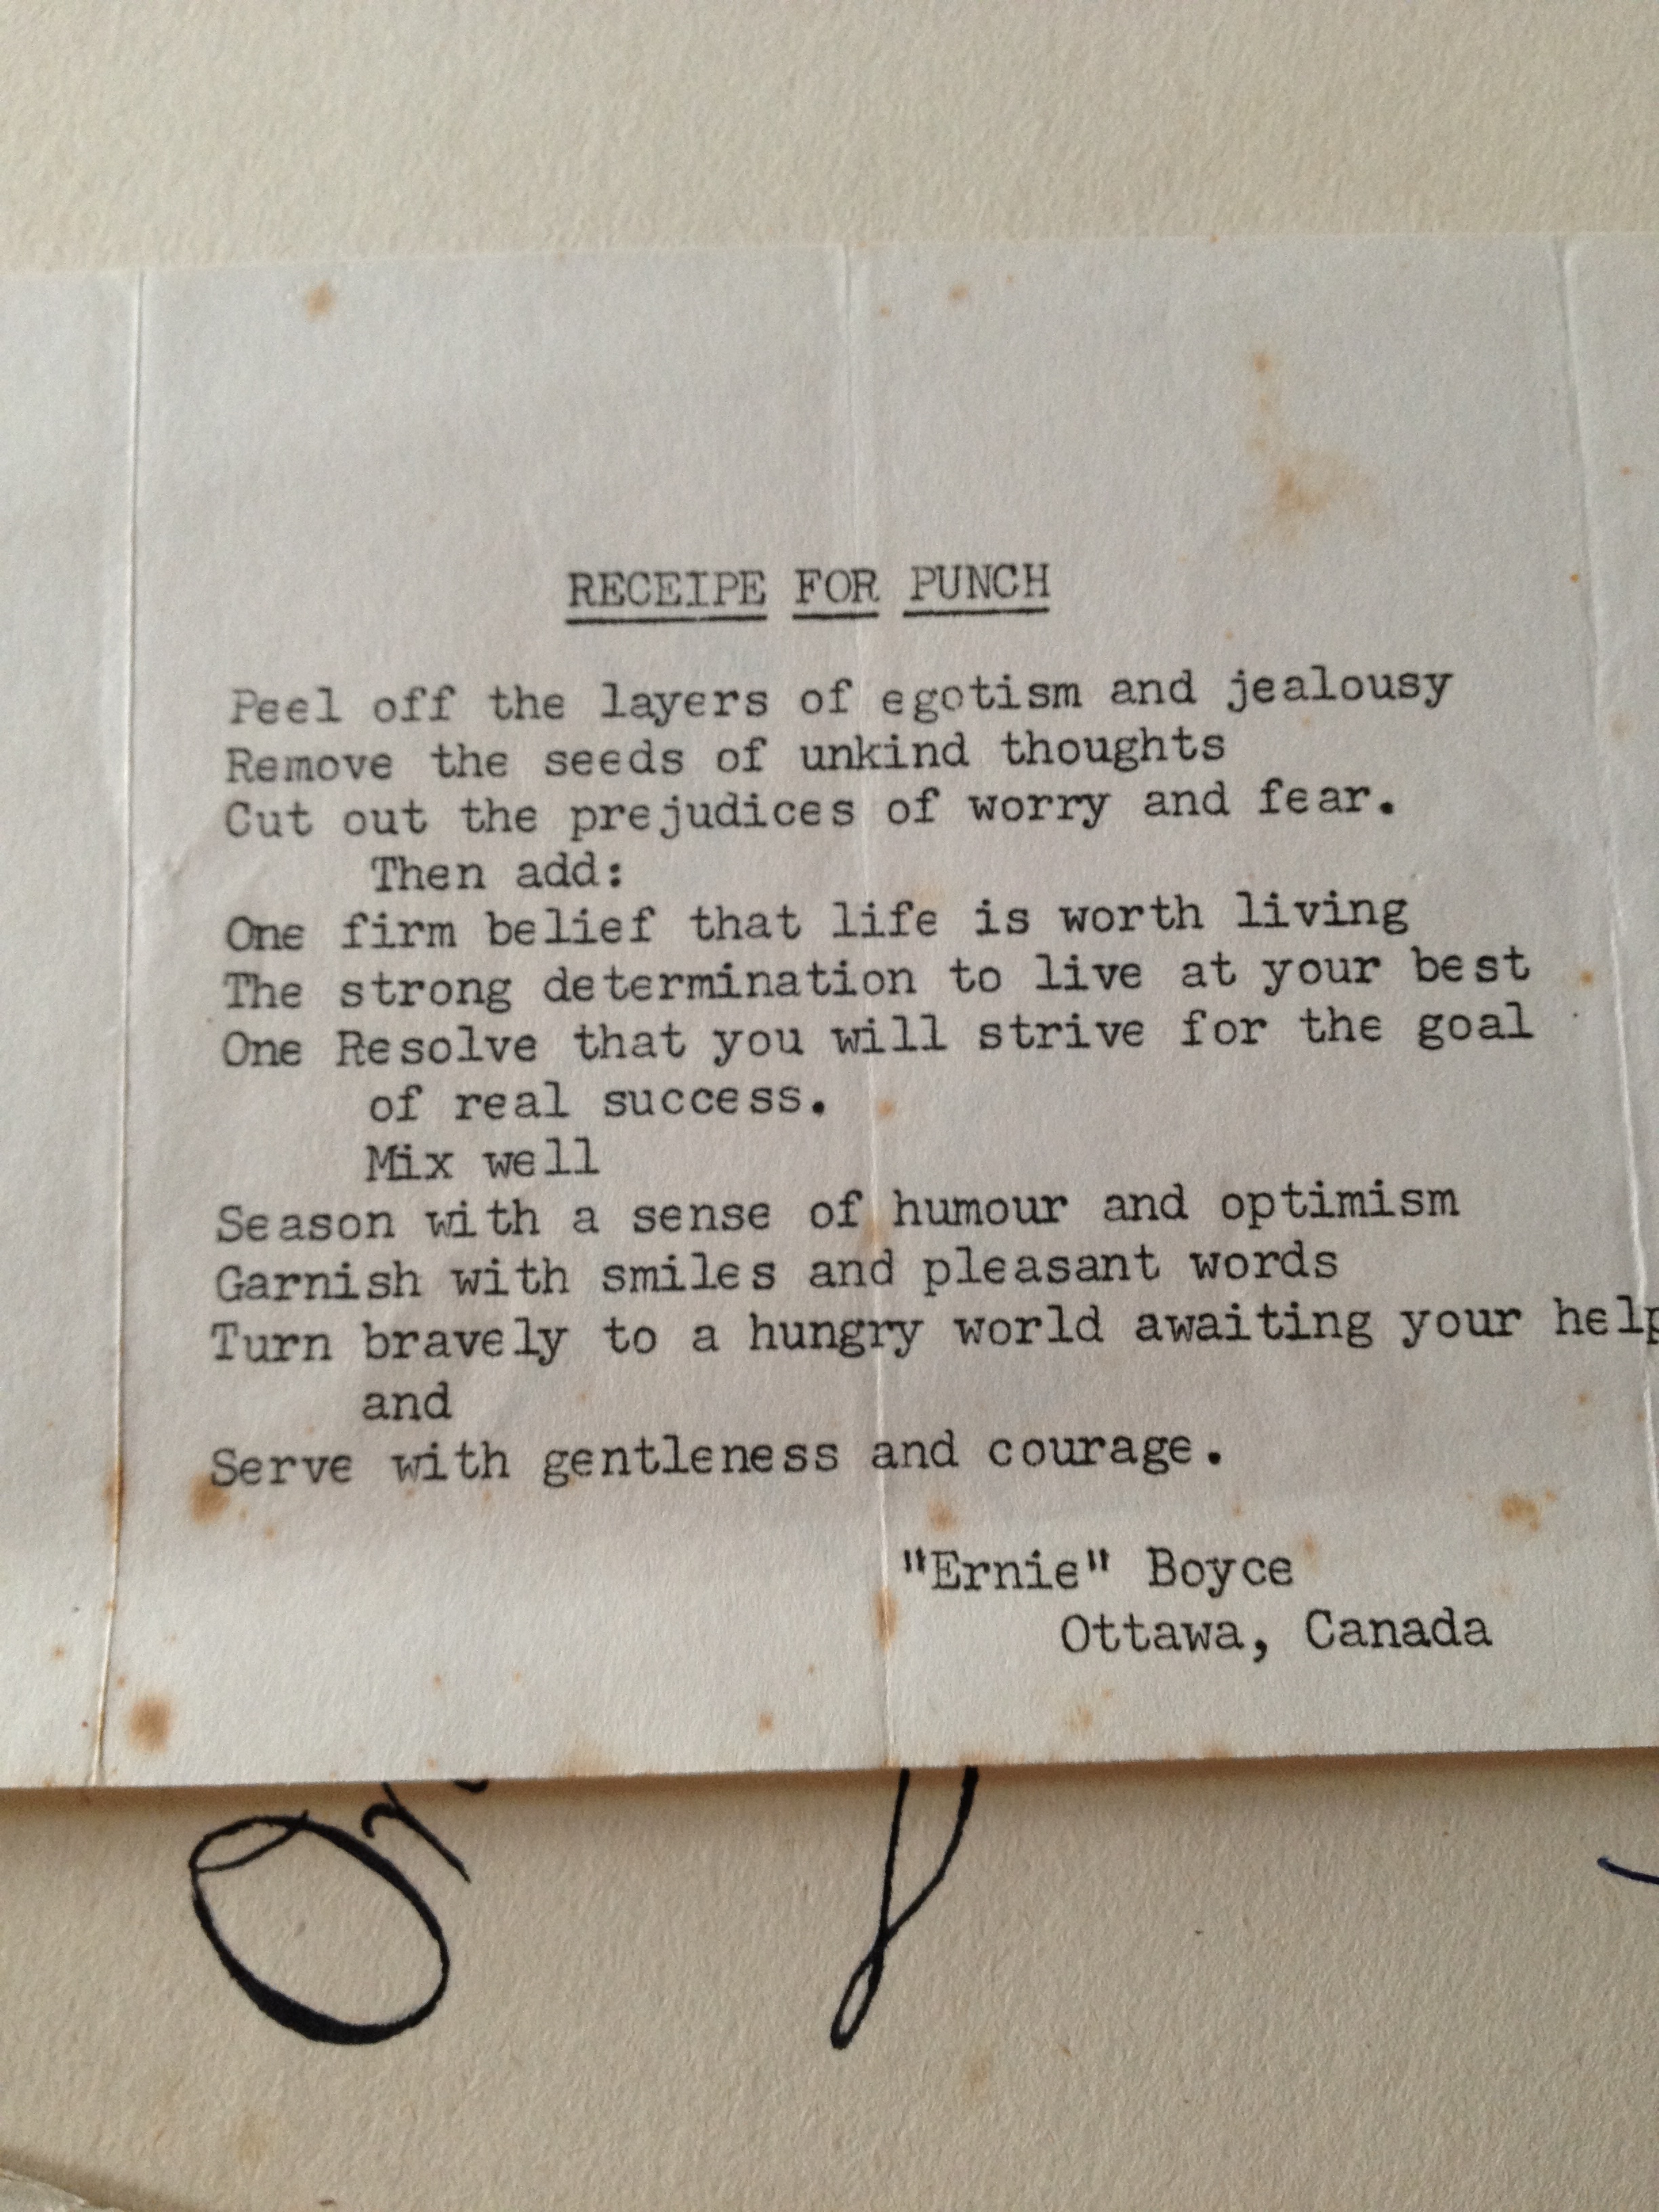 RECEIPE FOR PUNCH
Peel off the layers of egotism and jealousy
Remove the seeds of unkind thoughts
Cut out the prejudices of worry and fear.
Then add:
One firm belief that life is worth living
The strong determination to live at your best
One Resolve that you will strive for the goal
of real success.
Mix well
Season with a sense of humour and optimism
Garnish with smiles and pleasant words
Turn bravely to a hungry world awaiting your help
and
Serve with gentleness and courage.
"Ernie" Boyce
Ottawa, Canada